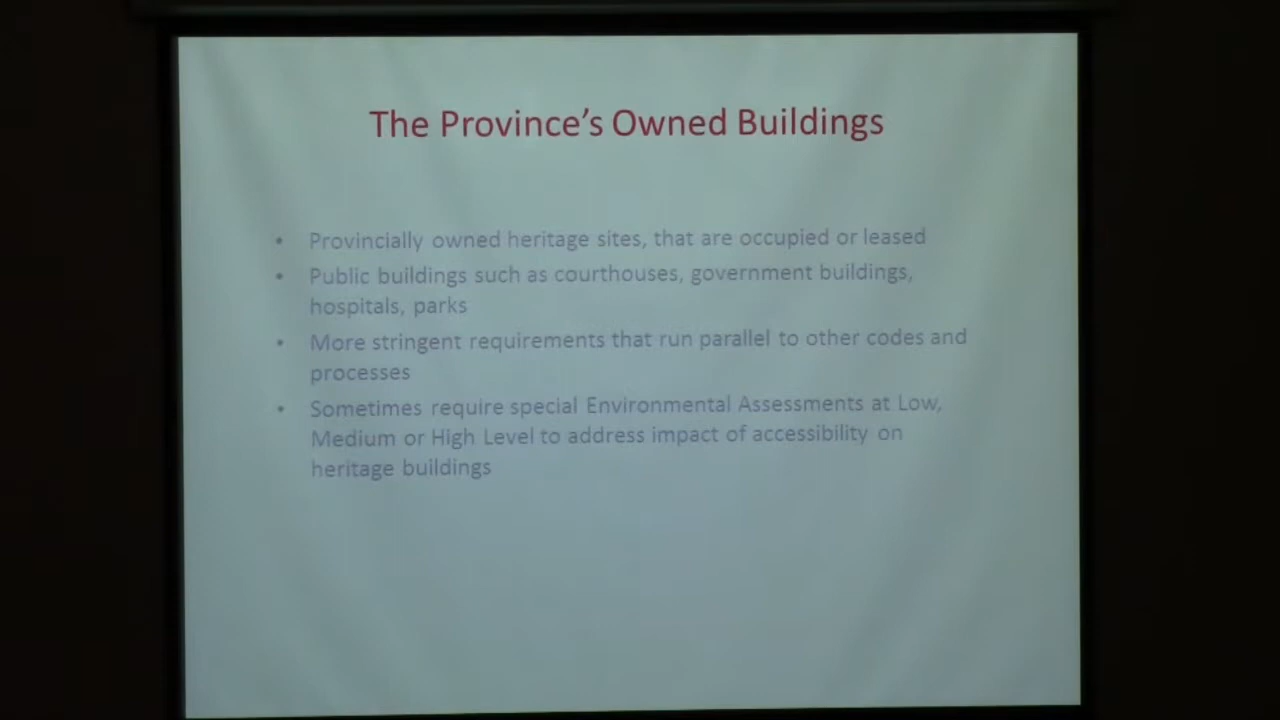 The Province’s Owned Buildings
• Provincially owned heritage sites, that are occupied or leased
• Public buildings such as courthouses, government buildings,
hospitals, parks
• More stringent requirements that run parallel to other codes and
processes
• Sometimes require special Environmental Assessments at Low,
Medium or High Level to address impact of accessibility on
heritage buildings